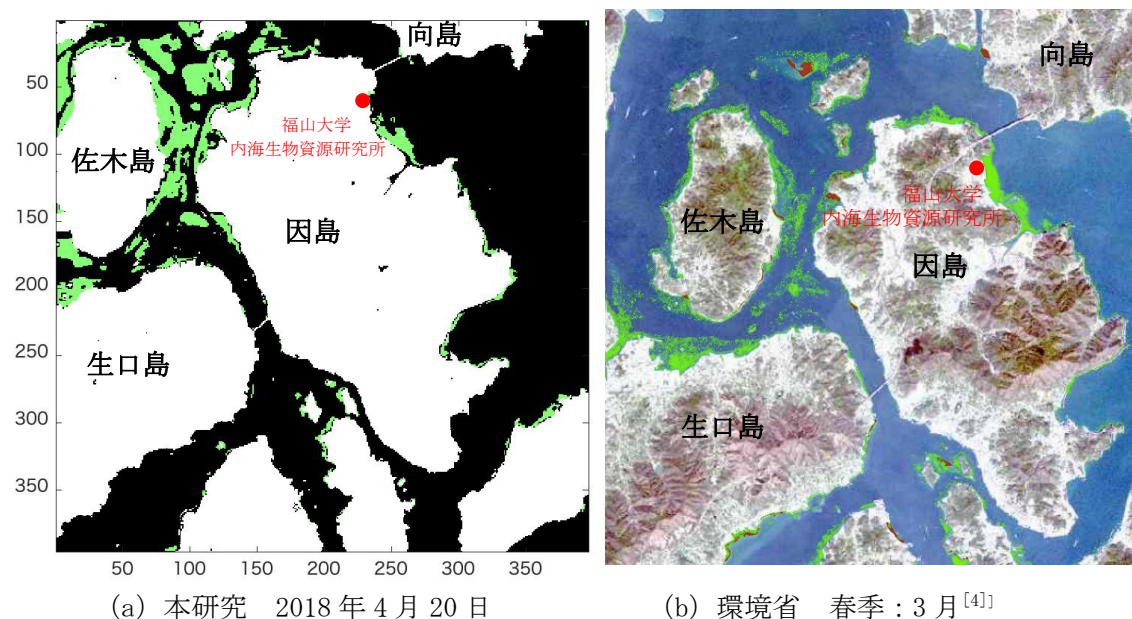 向島
50
福山大学
内海生物資源研究所
100
佐木島
150
因島
200
250
生口島
300
350
50
100
150
200
250
300
350
(a) 本研究 2018 年 4 月 20 日
向島
福山大学
内海生物資源研究所
佐木島
因島
生口島
(b) 環境省 春季：3 月[4]]